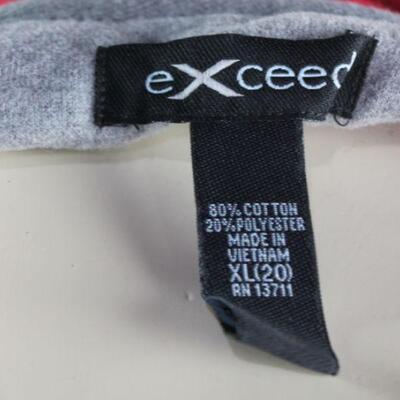 eXceed
80% COTTON
20% POLYESTER
MADE IN
VIETNAM
XL(20)
RN 13711